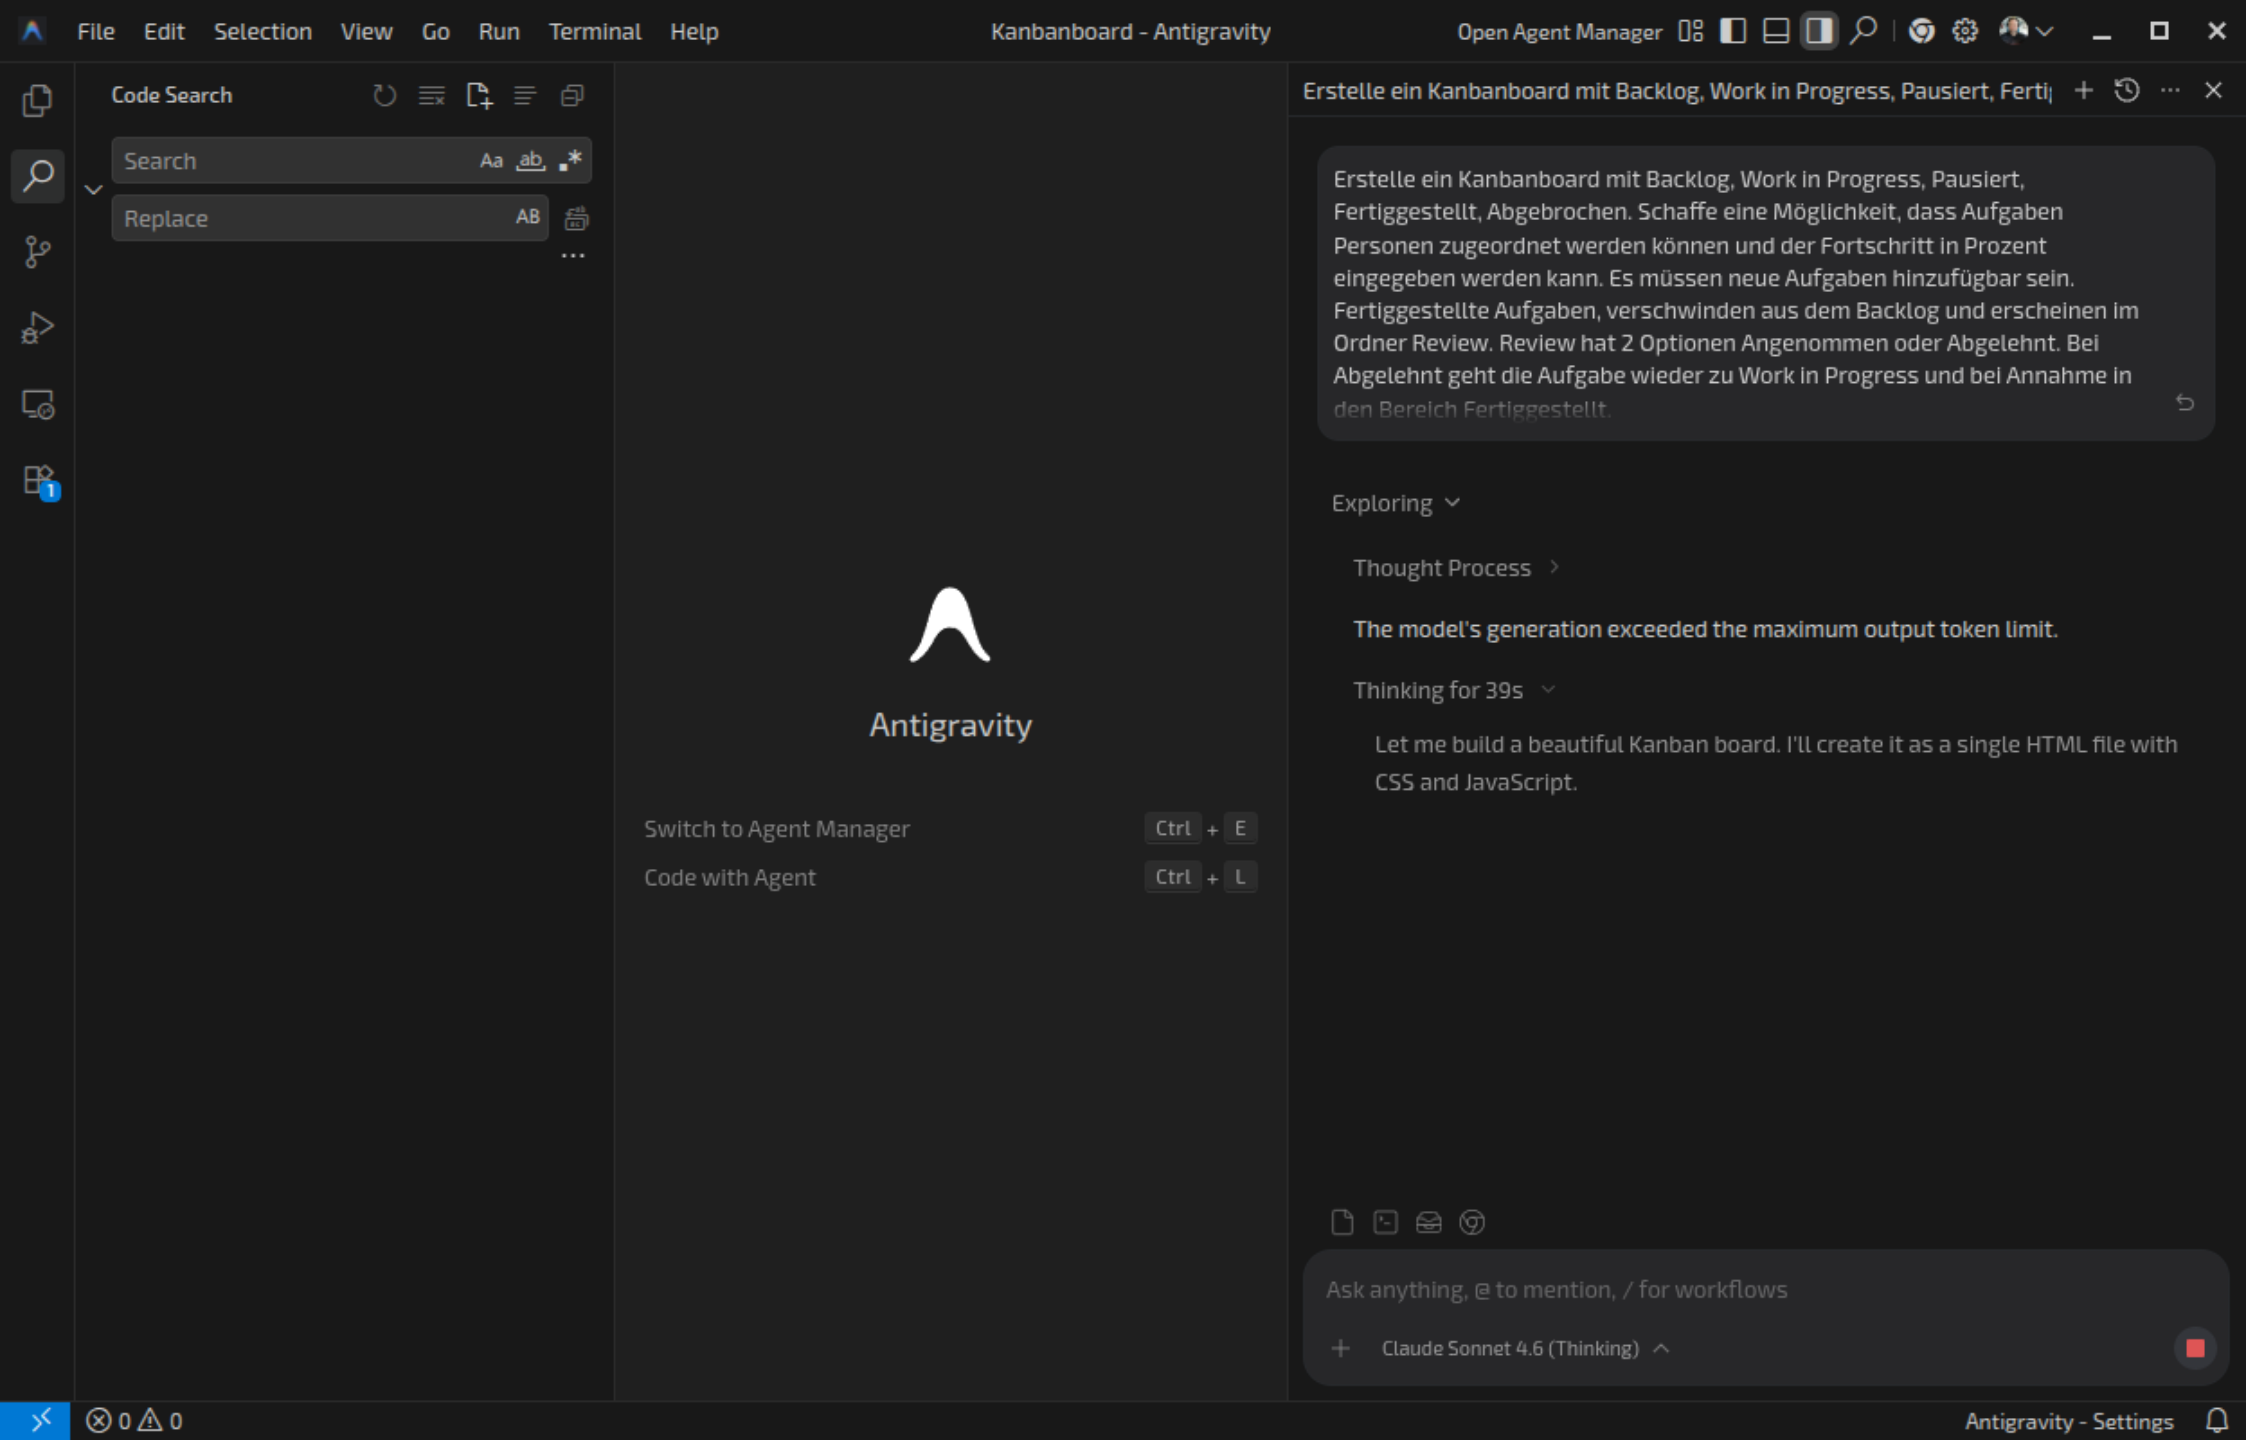 File Edit Selection View Go Run Terminal Help
Kanbanboard - Antigravity
Open Agent Manager
Code Search
Search
Aa ab
Replace
AB
1
Antigravity
Switch to Agent Manager Ctrl + E
Code with Agent Ctrl + L
Erstelle ein Kanbanboard mit Backlog, Work in Progress, Pausiert, Fertig
Erstelle ein Kanbanboard mit Backlog, Work in Progress, Pausiert,
Fertiggestellt, Abgebrochen. Schaffe eine Möglichkeit, dass Aufgaben
Personen zugeordnet werden können und der Fortschritt in Prozent
eingegeben werden kann. Es müssen neue Aufgaben hinzufügbar sein.
Fertiggestellte Aufgaben, verschwinden aus dem Backlog und erscheinen im
Ordner Review. Review hat 2 Optionen Angenommen oder Abgelehnt. Bei
Abgelehnt geht die Aufgabe wieder zu Work in Progress und bei Annahme in
den Bereich Fertiggestellt.
Exploring
Thought Process
The model's generation exceeded the maximum output token limit.
Thinking for 39s
Let me build a beautiful Kanban board. I'll create it as a single HTML file with
CSS and JavaScript.
Ask anything, @ to mention, / for workflows
Claude Sonnet 4.6 (Thinking)
0 0
Antigravity - Settings